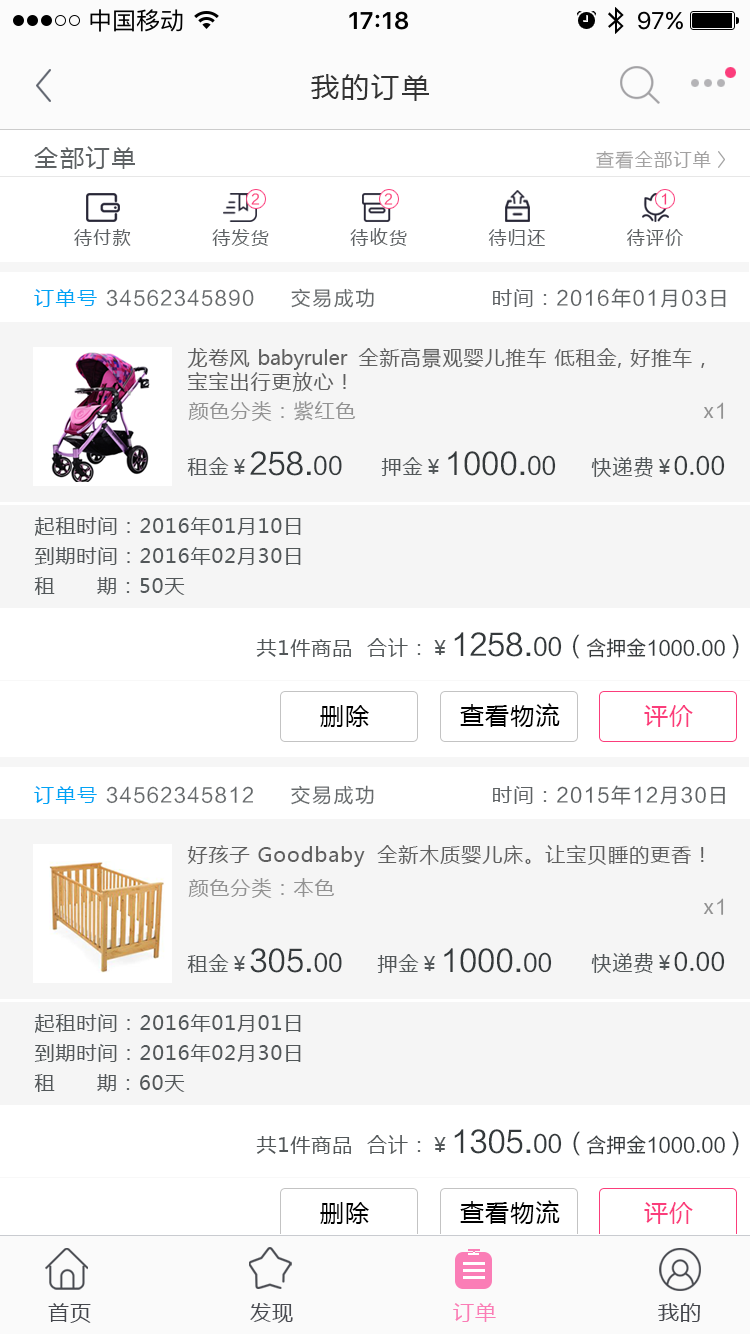 中国移动 17:18 97%
我的订单
全部订单 查看全部订单
2 2 1
待付款 待发货 待收货 待归还 待评价
订单号 34562345890 交易成功 时间：2016年01月03日
龙卷风 babyruler 全新高景观婴儿推车 低租金, 好推车，
宝宝出行更放心！
颜色分类：紫红色 x1
租金￥258.00 押金￥1000.00 快递费￥0.00
起租时间：2016年01月10日
到期时间：2016年02月30日
租 期：50天
共1件商品 合计：￥1258.00（含押金1000.00）
删除 查看物流 评价
订单号 34562345812 交易成功 时间：2015年12月30日
好孩子 Goodbaby 全新木质婴儿床。让宝贝睡的更香！
颜色分类：本色
x1
租金￥305.00 押金￥1000.00 快递费￥0.00
起租时间：2016年01月01日
到期时间：2016年02月30日
租 期：60天
共1件商品 合计：￥1305.00（含押金1000.00）
删除 查看物流 评价
首页 发现 订单 我的